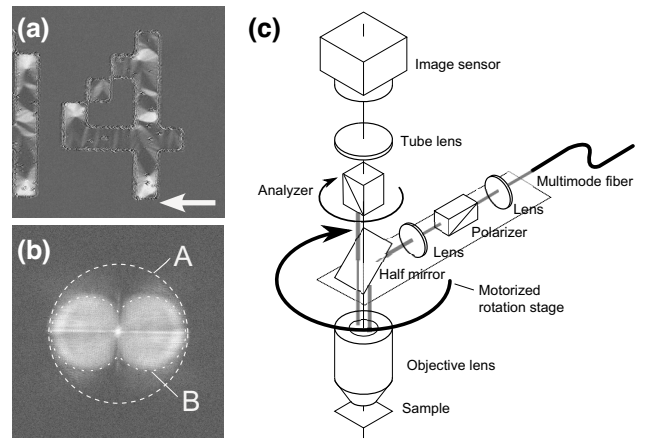 (a)
(b)
A
B
(c)
Image sensor
Tube lens
Analyzer
Multimode fiber
Lens
Polarizer
Lens
Half mirror
Motorized
rotation stage
Objective lens
Sample